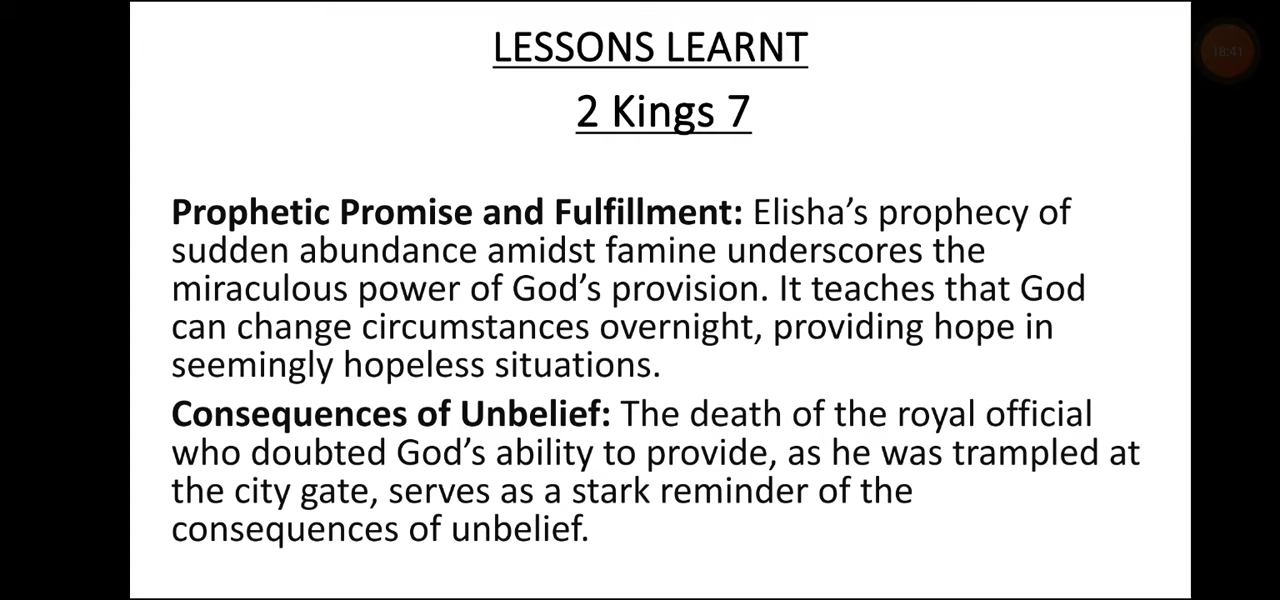 LESSONS LEARNT
2 Kings 7
Prophetic Promise and Fulfillment: Elisha’s prophecy of
sudden abundance amidst famine underscores the
miraculous power of God’s provision. It teaches that God
can change circumstances overnight, providing hope in
seemingly hopeless situations.
Consequences of Unbelief: The death of the royal official
who doubted God’s ability to provide, as he was trampled at
the city gate, serves as a stark reminder of the
consequences of unbelief.
18:41